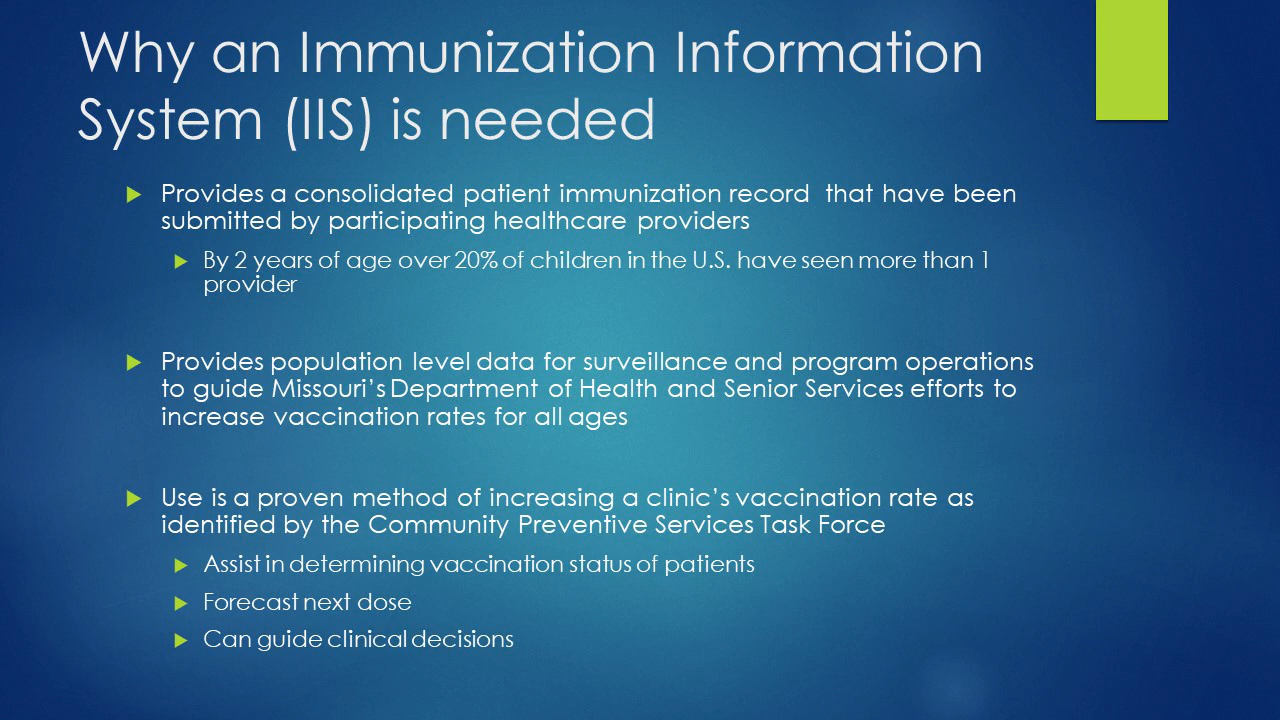 Why an Immunization Information
System (IIS) is needed
Provides a consolidated patient immunization record  that have been
submitted by participating healthcare providers
By 2 years of age over 20% of children in the U.S. have seen more than 1
provider
Provides population level data for surveillance and program operations
to guide Missouri’s Department of Health and Senior Services efforts to
increase vaccination rates for all ages
Use is a proven method of increasing a clinic’s vaccination rate as
identified by the Community Preventive Services Task Force
Assist in determining vaccination status of patients
Forecast next dose
Can guide clinical decisions